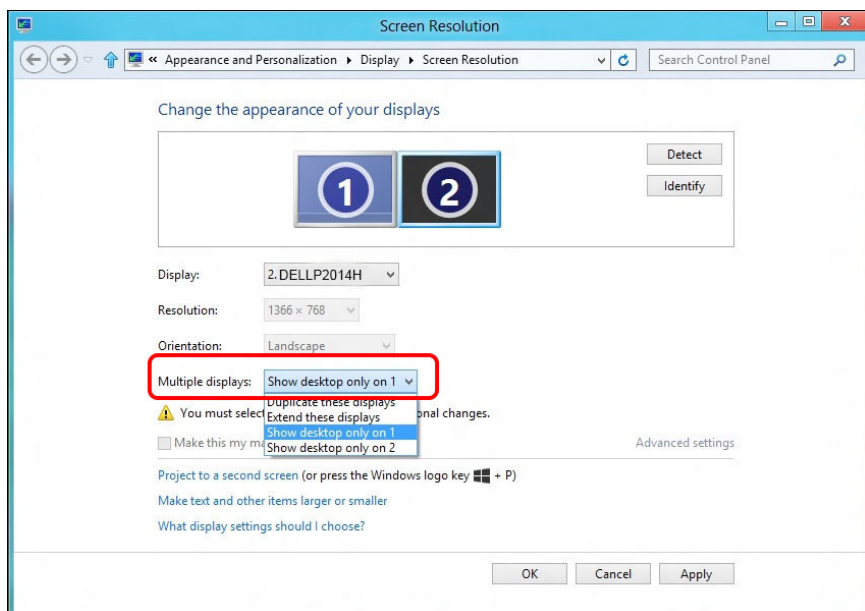 Screen Resolution
« Appearance and Personalization Display Screen Resolution Search Control Panel
Change the appearance of your displays
1 2
Detect
Identify
Display: 2.DELLP2014H
Resolution: 1366 × 768
Orientation: Landscape
Multiple displays: Show desktop only on 1
Duplicate these displays
You must selec onal changes.
Extend these displays
Show desktop only on 1
Make this my ma Advanced settings
Show desktop only on 2
Project to a second screen (or press the Windows logo key + P)
Make text and other items larger or smaller
What display settings should I choose?
OK Cancel Apply